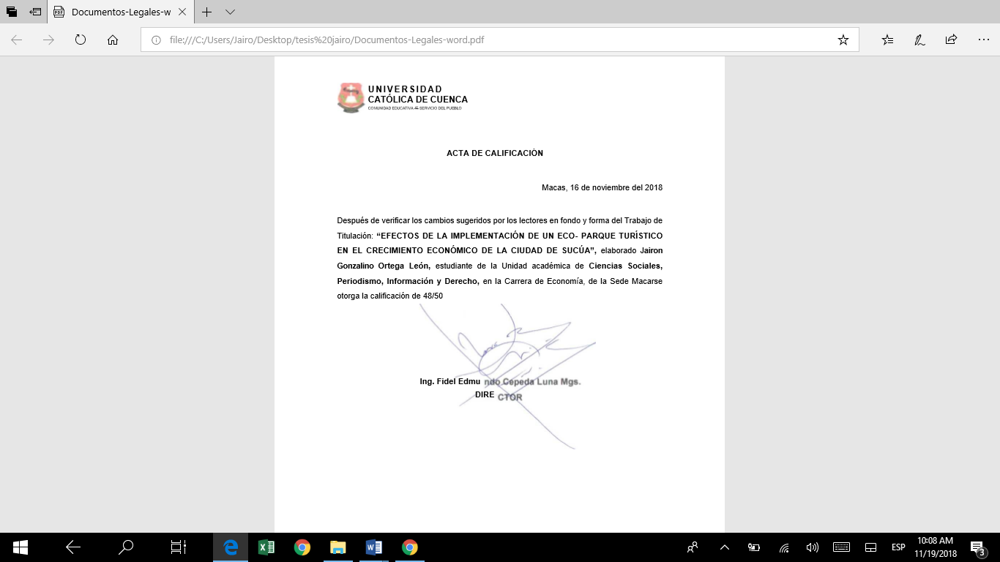 Documentos-Legales-w
file:///C:/Users/Jairo/Desktop/tesis%20jairo/Documentos-Legales-word.pdf
UNIVERSIDAD
CATÓLICA DE CUENCA
COMUNIDAD EDUCATIVA AL SERVICIO DEL PUEBLO
ACTA DE CALIFICACIÓN
Macas, 16 de noviembre del 2018
Después de verificar los cambios sugeridos por los lectores en fondo y forma del Trabajo de
Titulación: “EFECTOS DE LA IMPLEMENTACIÓN DE UN ECO- PARQUE TURÍSTICO
EN EL CRECIMIENTO ECONÓMICO DE LA CIUDAD DE SUCÚA”, elaborado Jairon
Gonzalino Ortega León, estudiante de la Unidad académica de Ciencias Sociales,
Periodismo, Información y Derecho, en la Carrera de Economía, de la Sede Macarse
otorga la calificación de 48/50
Ing. Fidel Edmu ndo Cepeda Luna Mgs.
DIRE CTOR
ESP
10:08 AM
11/19/2018
3